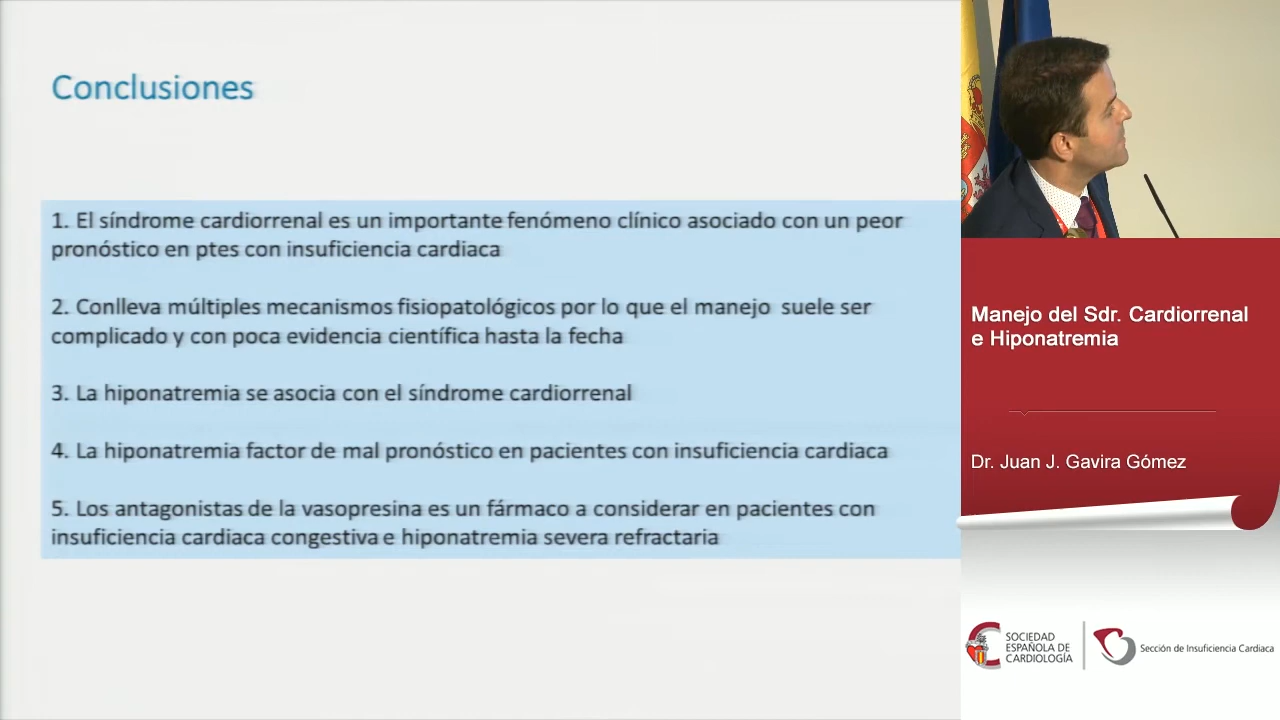 Conclusiones
1. El síndrome cardiorrenal es un importante fenómeno clínico asociado con un peor
pronóstico en ptes con insuficiencia cardiaca
2. Conlleva múltiples mecanismos fisiopatológicos por lo que el manejo suele ser
complicado y con poca evidencia científica hasta la fecha
3. La hiponatremia se asocia con el síndrome cardiorrenal
4. La hiponatremia factor de mal pronóstico en pacientes con insuficiencia cardiaca
5. Los antagonistas de la vasopresina es un fármaco a considerar en pacientes con
insuficiencia cardiaca congestiva e hiponatremia severa refractaria
Manejo del Sdr. Cardiorrenal
e Hiponatremia
Dr. Juan J. Gavira Gómez
SOCIEDAD
ESPAÑOLA DE
CARDIOLOGÍA
Sección de Insuficiencia Cardiaca